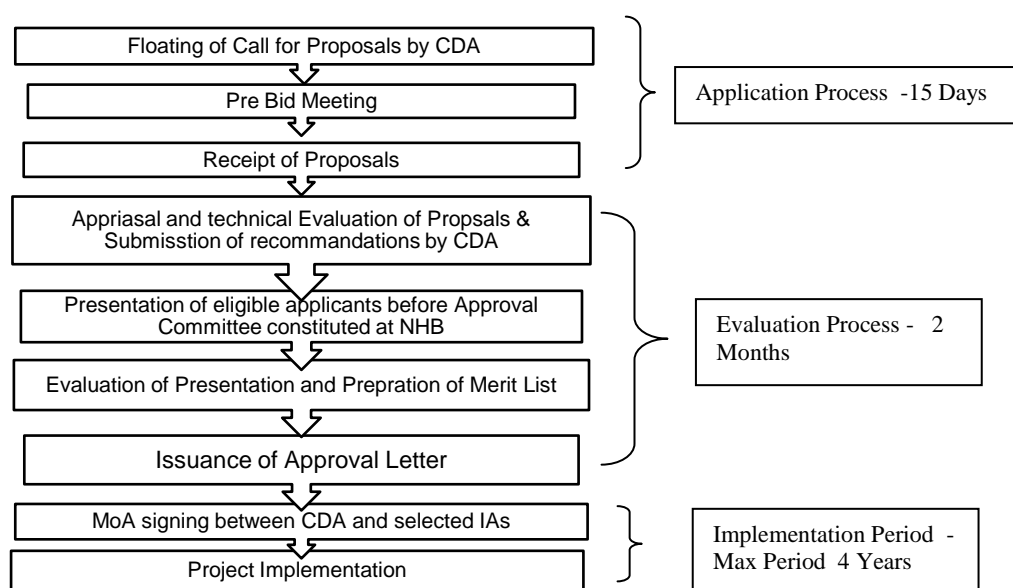 Floating of Call for Proposals by CDA
Pre Bid Meeting
Receipt of Proposals
Application Process -15 Days
Appriasal and technical Evaluation of Propsals &
Submisstion of recommandations by CDA
Presentation of eligible applicants before Approval
Committee constituted at NHB
Evaluation of Presentation and Prepration of Merit List
Issuance of Approval Letter
Evaluation Process - 2
Months
MoA signing between CDA and selected IAs
Project Implementation
Implementation Period -
Max Period 4 Years